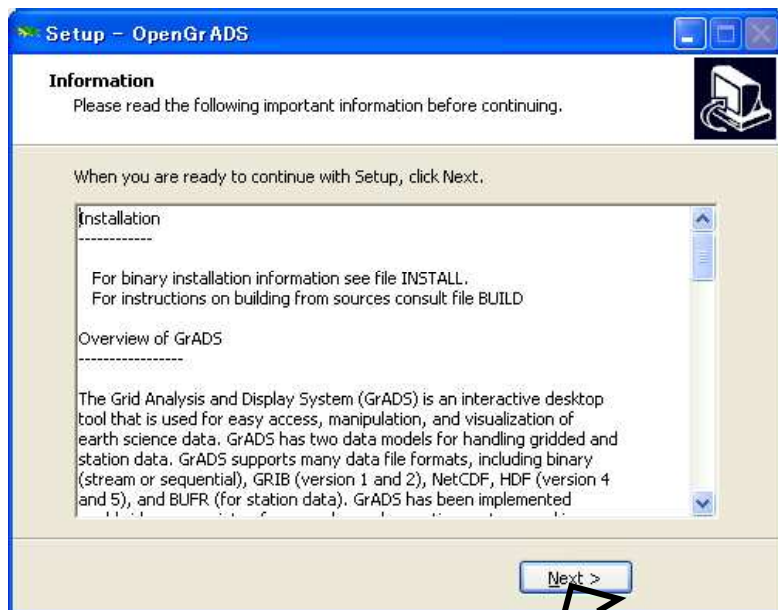 Setup - OpenGrADS
Information
Please read the following important information before continuing.
When you are ready to continue with Setup, click Next.
Installation
------------
For binary installation information see file INSTALL.
For instructions on building from sources consult file BUILD
Overview of GrADS
-----------------
The Grid Analysis and Display System (GrADS) is an interactive desktop
tool that is used for easy access, manipulation, and visualization of
earth science data. GrADS has two data models for handling gridded and
station data. GrADS supports many data file formats, including binary
(stream or sequential), GRIB (version 1 and 2), NetCDF, HDF (version 4
and 5), and BUFR (for station data). GrADS has been implemented
Next >